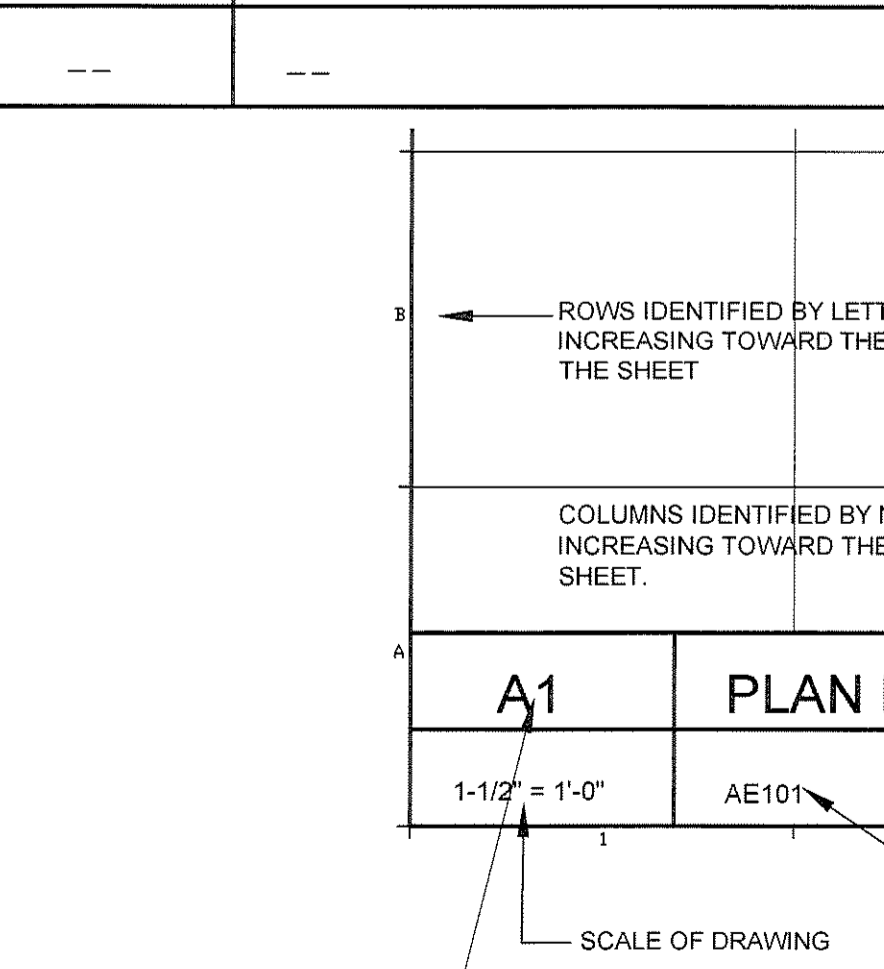 -- --
B
ROWS IDENTIFIED BY
INCREASING TOWARD THE
THE SHEET
COLUMNS IDENTIFIED BY
INCREASING TOWARD THE
SHEET.
A
A1 PLAN
1-1/2" = 1'-0" AE101
1
SCALE OF DRAWING